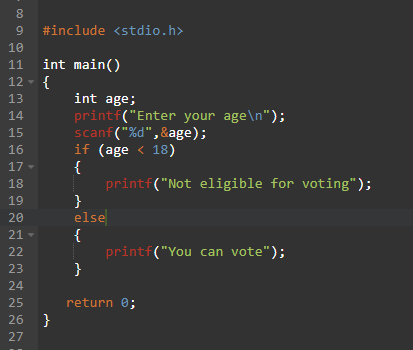 8
9 #include <stdio.h>
10
11 int main()
12 {
13     int age;
14     printf("Enter your age\n");
15     scanf("%d",&age);
16     if (age < 18)
17     {
18         printf("Not eligible for voting");
19     }
20     else
21     {
22         printf("You can vote");
23     }
24
25    return 0;
26 }
27